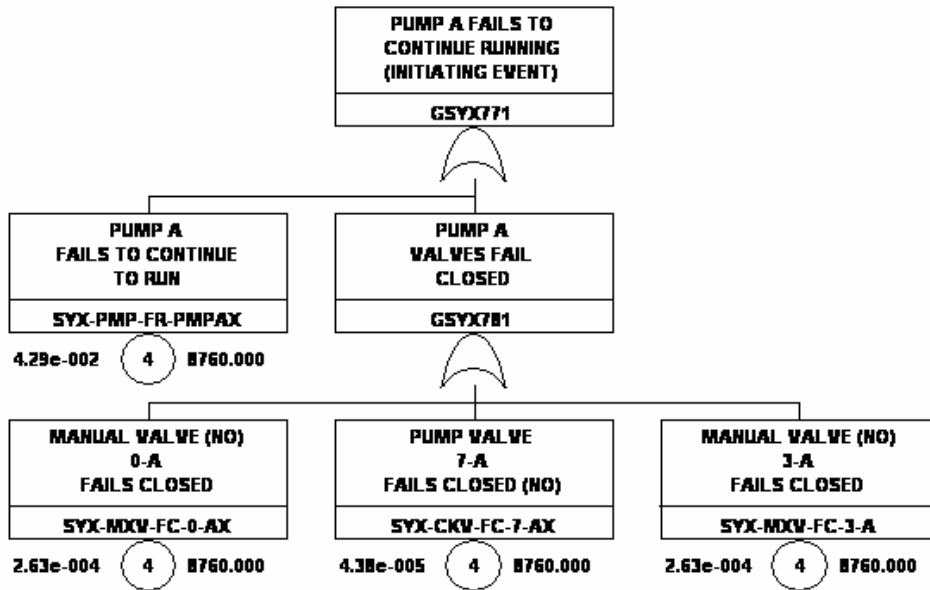 PUMP A FAILS TO
CONTINUE RUNNING
(INITIATING EVENT)
GSYX771
PUMP A
FAILS TO CONTINUE
TO RUN
SYX-PMP-FR-PMPAX
4.29e-002 4 8760.000
PUMP A
VALVES FAIL
CLOSED
GSYX781
MANUAL VALVE (NO)
0-A
FAILS CLOSED
SYX-MXV-FC-0-AX
2.63e-004 4 8760.000
PUMP VALVE
7-A
FAILS CLOSED (NO)
SYX-CKV-FC-7-AX
4.38e-005 4 8760.000
MANUAL VALVE (NO)
3-A
FAILS CLOSED
SYX-MXV-FC-3-A
2.63e-004 4 8760.000